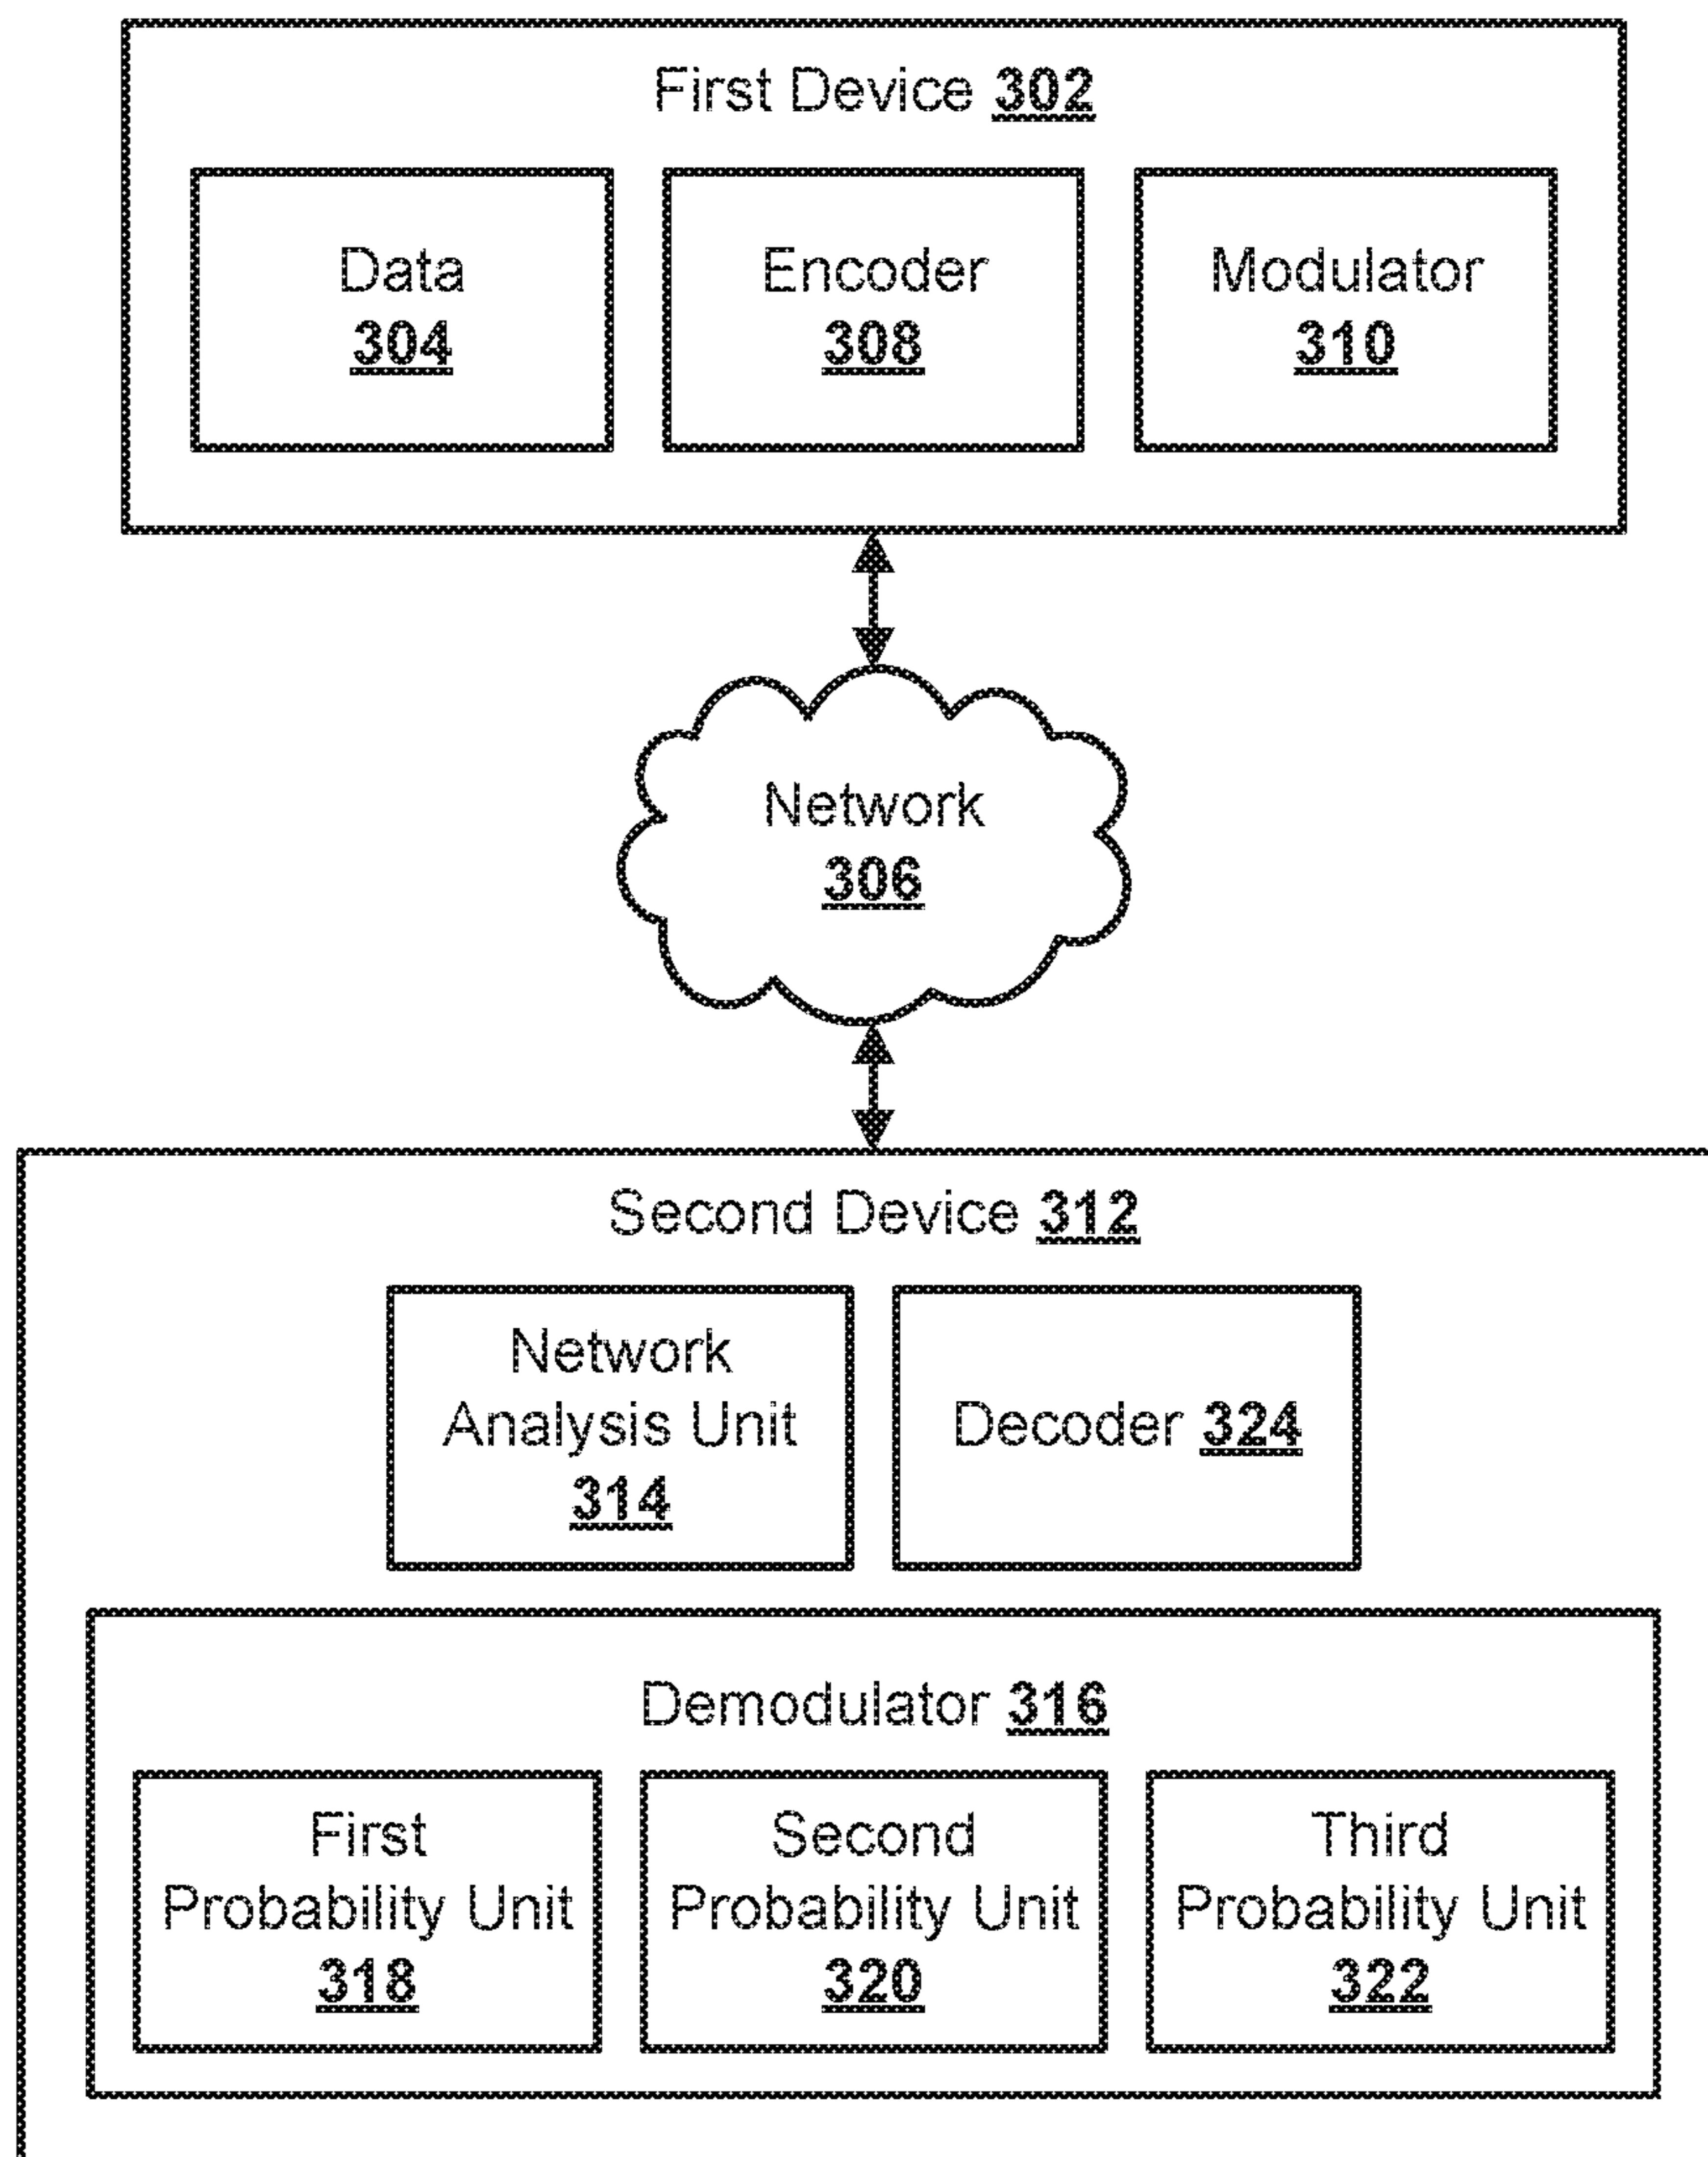 First Device 302
Data
304
Encoder
308
Modulator
310
Network
306
Second Device 312
Network
Analysis Unit
314
Decoder 324
Demodulator 316
First
Probability Unit
318
Second
Probability Unit
320
Third
Probability Unit
322